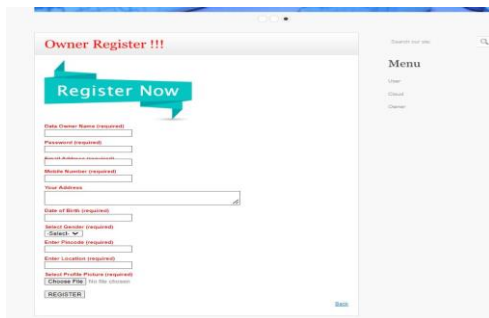 Owner Register !!!
Register Now
Data Owner Name (required)
Password (required)
Email Address (required)
Mobile Number (required)
Your Address
Date of Birth (required)
Select Gender (required)
-Select-
Enter Pincode (required)
Enter Location (required)
Select Profile Picture (required)
Choose File No file chosen
REGISTER
Back
Search our site
Menu
User
Cloud
Owner